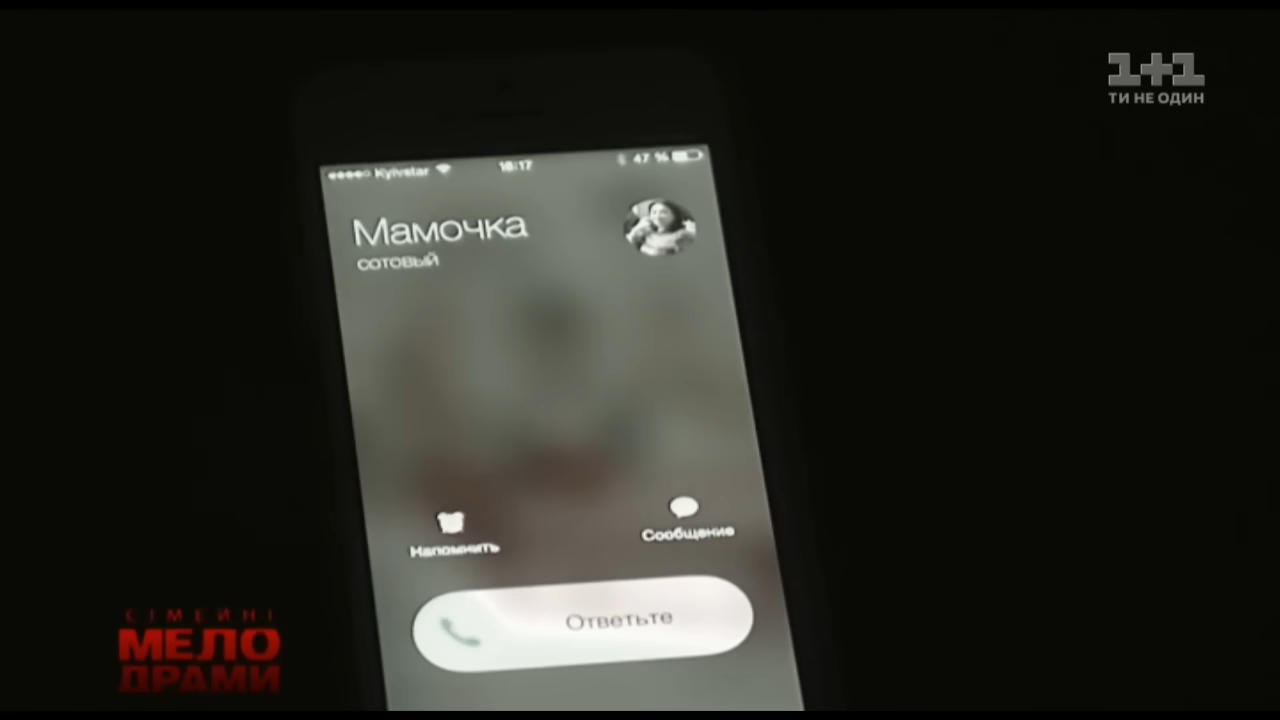 1+1
ТИ НЕ ОДИН
Kyivstar 18:17 47 %
Мамочка
сотовый
Напомнить
Сообщение
Ответьте
СІМЕЙНІ
МЕЛО
ДРАМИ